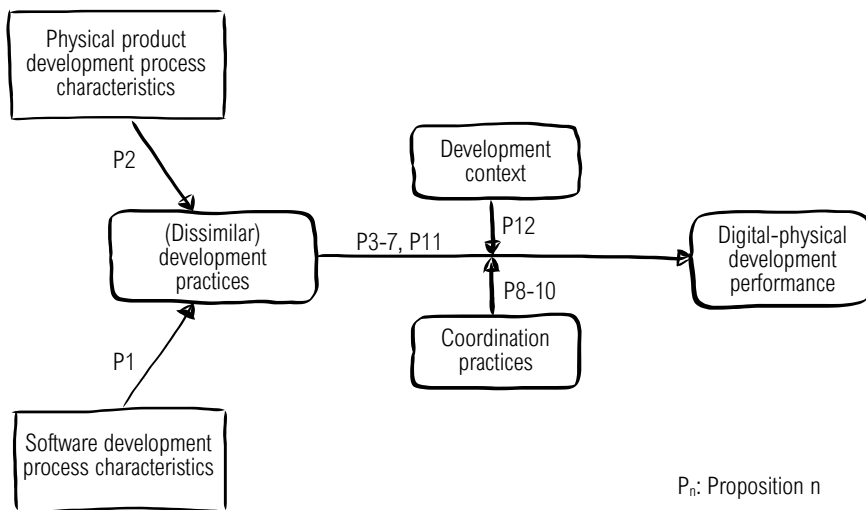 Physical product
development process
characteristics
P2
Development
context
(Dissimilar)
development
practices
P3-7, P11
P12
Digital-physical
development
performance
P8-10
Coordination
practices
P1
Software development
process characteristics
Pₙ: Proposition n